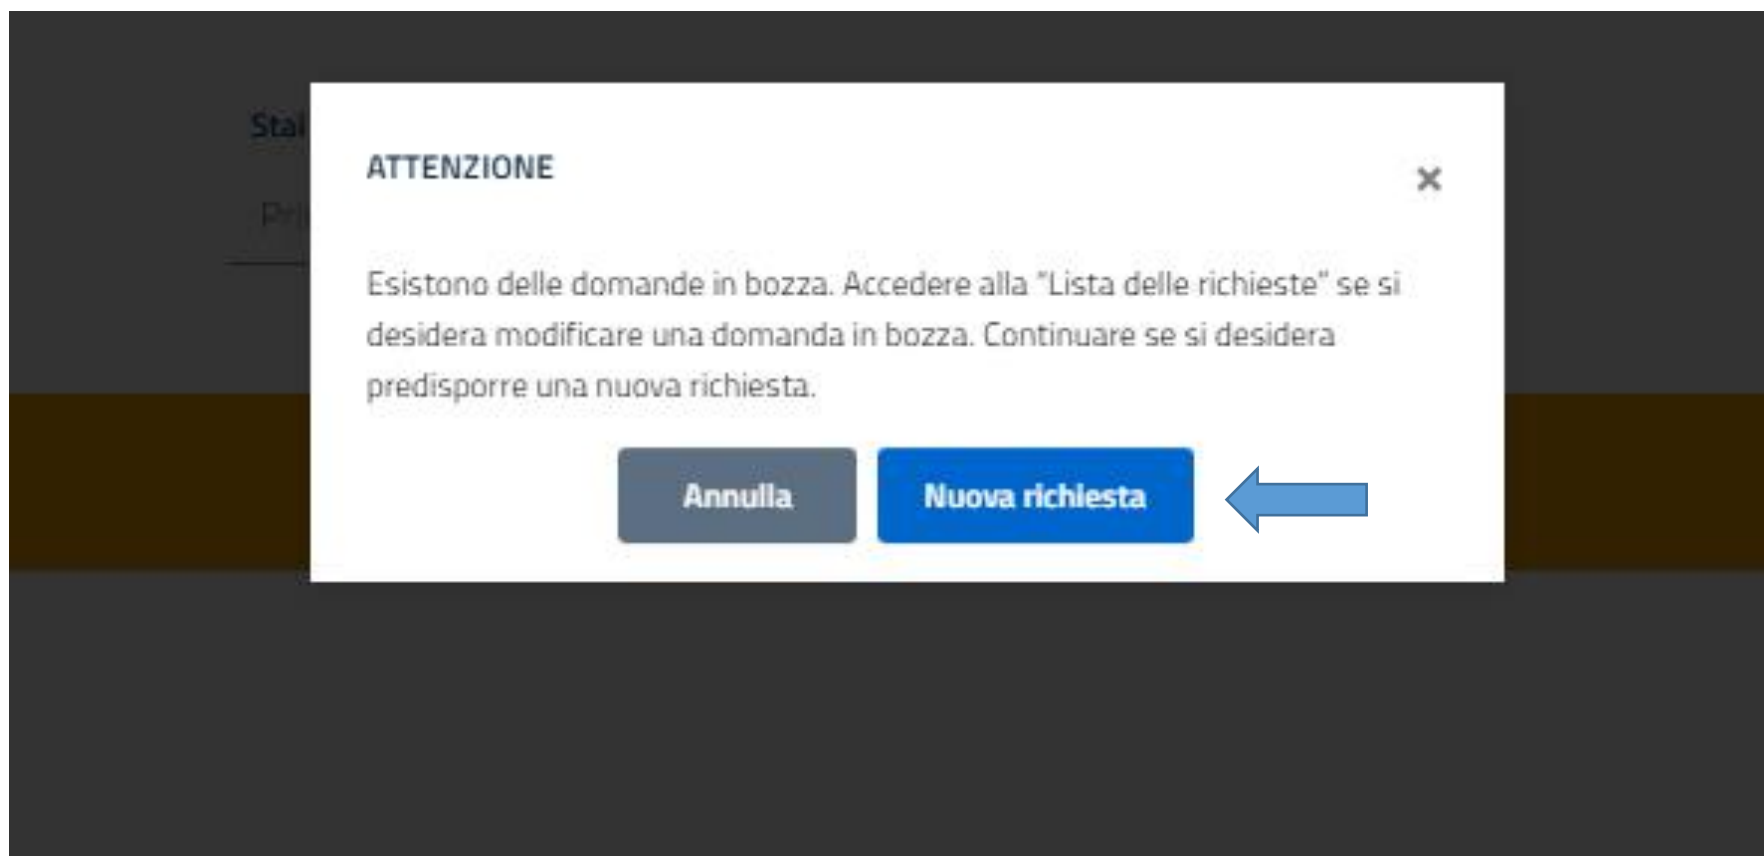 ATTENZIONE
Esistono delle domande in bozza. Accedere alla "Lista delle richieste" se si
desidera modificare una domanda in bozza. Continuare se si desidera
predisporre una nuova richiesta.
Annulla
Nuova richiesta